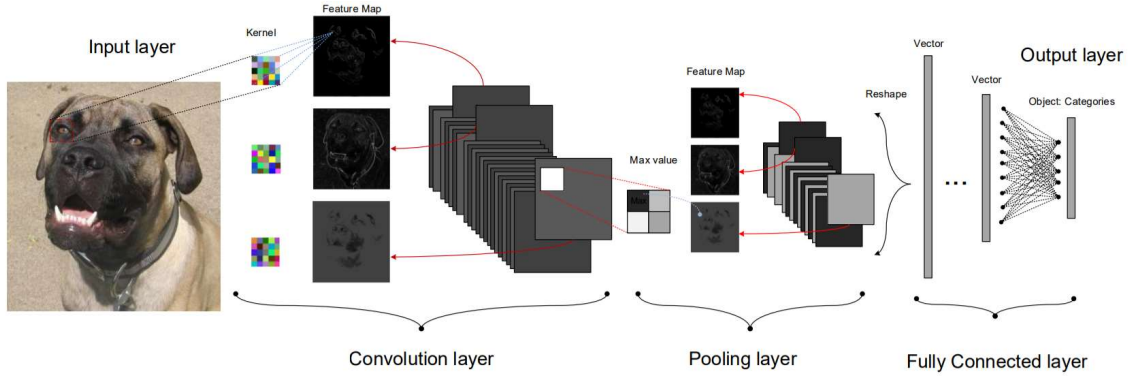 Input layer
Kernel
Feature Map
Max value
Max
Feature Map
Reshape
Vector
Vector
Output layer
Object: Categories
...
Convolution layer
Pooling layer
Fully Connected layer